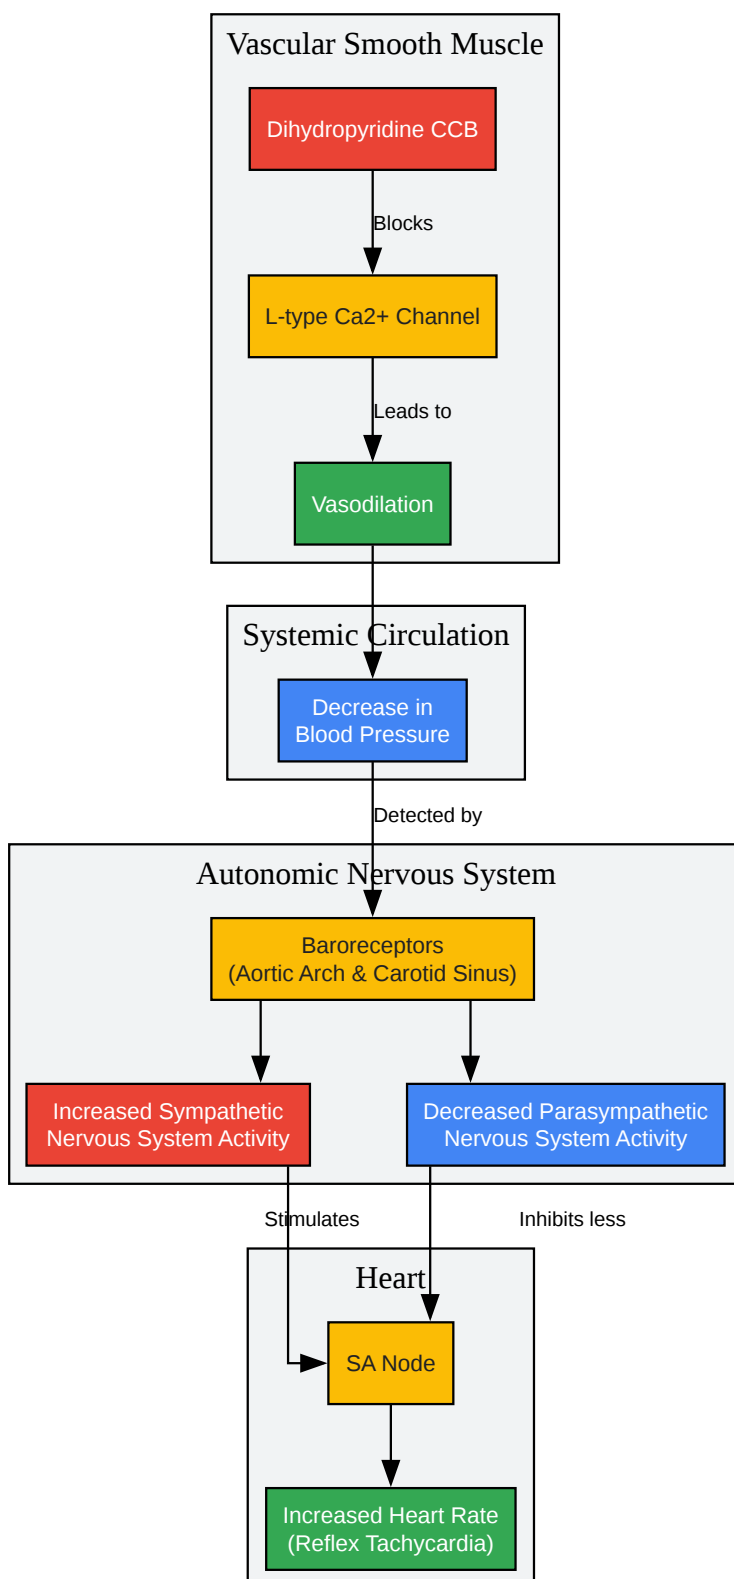 Vascular Smooth Muscle
Dihydropyridine CCB
Blocks
L-type Ca2+ Channel
Leads to
Vasodilation
Systemic Circulation
Decrease in
Blood Pressure
Detected by
Autonomic Nervous System
Baroreceptors
(Aortic Arch & Carotid Sinus)
Increased Sympathetic
Nervous System Activity
Decreased Parasympathetic
Nervous System Activity
Stimulates
Inhibits less
Heart
SA Node
Increased Heart Rate
(Reflex Tachycardia)